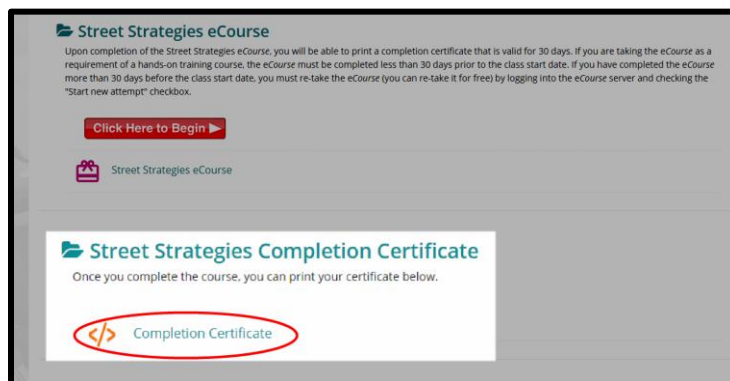 Street Strategies eCourse
Upon completion of the Street Strategies eCourse, you will be able to print a completion certificate that is valid for 30 days. If you are taking the eCourse as a
requirement of a hands-on training course, the eCourse must be completed less than 30 days prior to the class start date. If you have completed the eCourse
more than 30 days before the class start date, you must re-take the eCourse (you can re-take it for free) by logging into the eCourse server and checking the
"Start new attempt" checkbox.
Click Here to Begin
Street Strategies eCourse
Street Strategies Completion Certificate
Once you complete the course, you can print your certificate below.
</> Completion Certificate